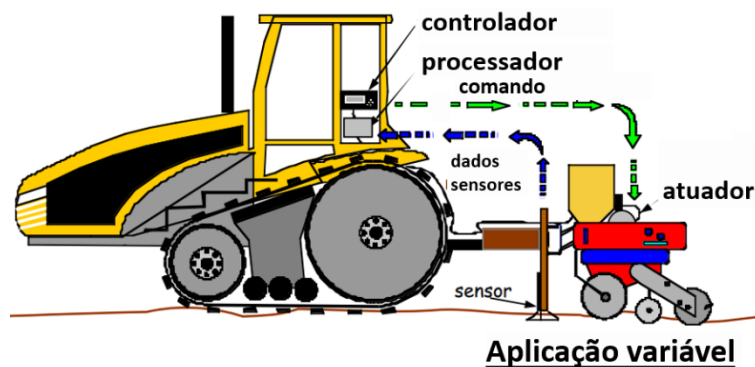 controlador
processador
comando
dados
sensores
atuador
sensor
Aplicação variável